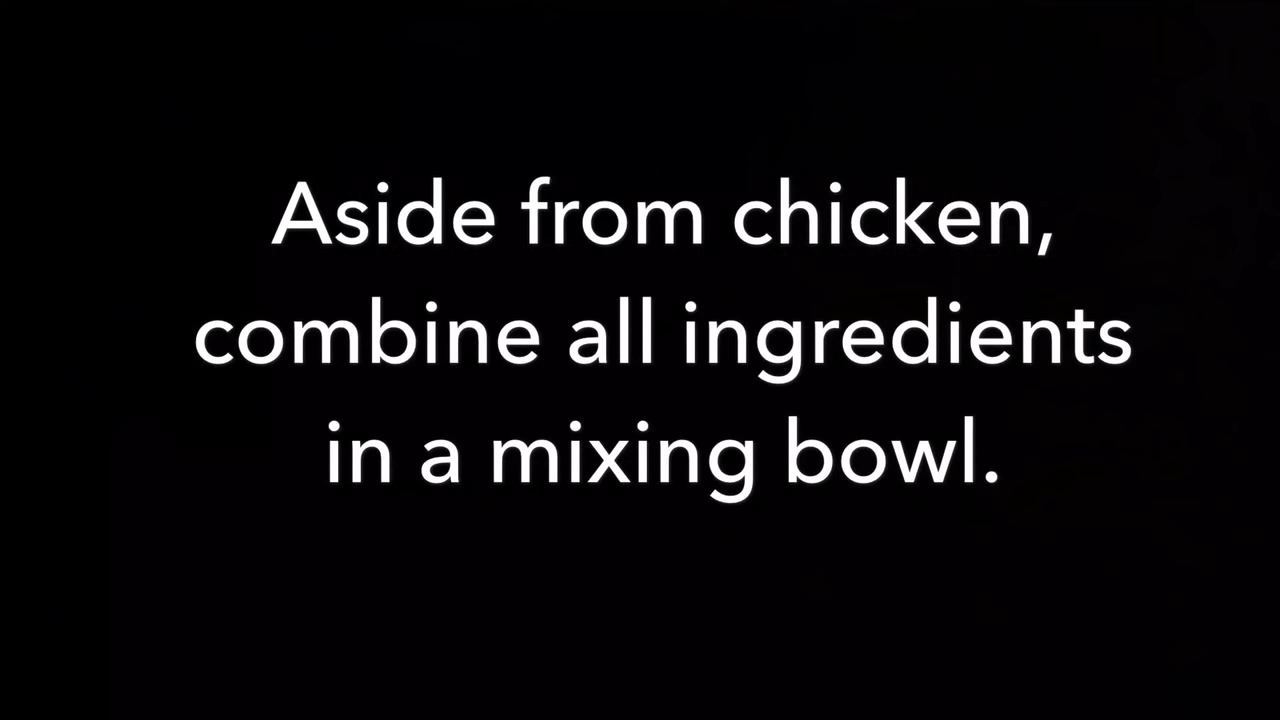 Aside from chicken,
combine all ingredients
in a mixing bowl.